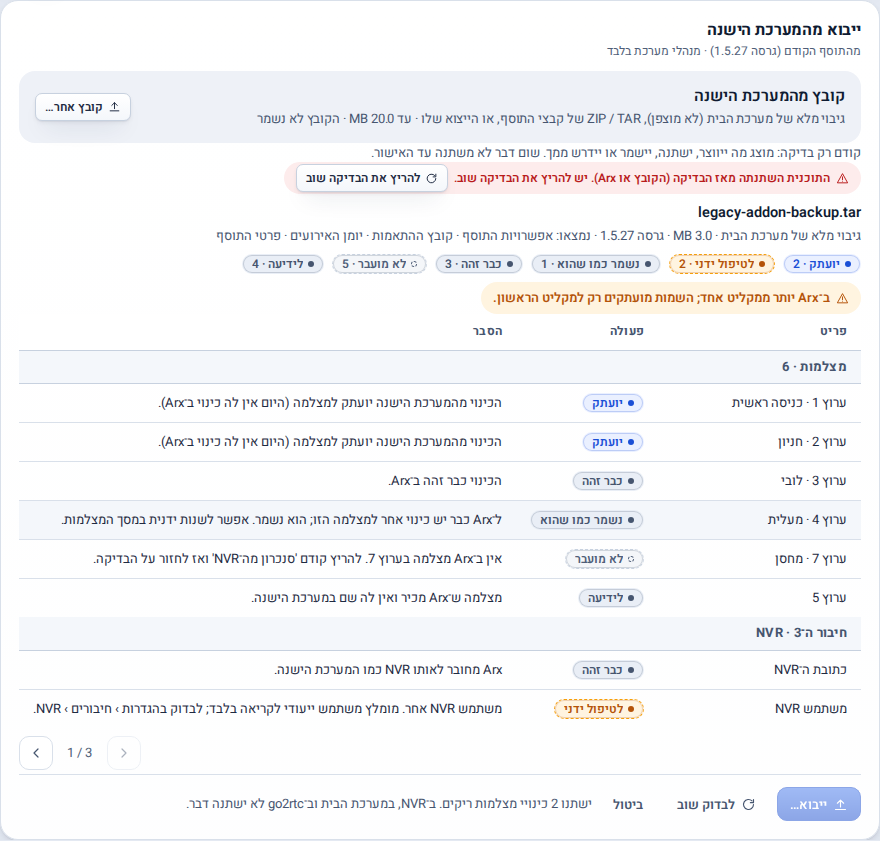 ייבוא מהמערכת הישנה
מהתוסף הקודם (גרסה 1.5.27) · מנהלי מערכת בלבד
קובץ מהמערכת הישנה
גיבוי מלא של מערכת הבית (לא מוצפן), ZIP / TAR של קבצי התוסף, או הייצוא שלו · עד 20.0 MB · הקובץ לא נשמר
קובץ אחר...
קודם רק בדיקה: מוצג מה ייווצר, ישתנה, יישמר או יידרש ממך. שום דבר לא משתנה עד האישור.
התוכנית השתנתה מאז הבדיקה (הקובץ או Arx). יש להריץ את הבדיקה שוב. להריץ את הבדיקה שוב
legacy-addon-backup.tar
גיבוי מלא של מערכת הבית · 3.0 MB · גרסה 1.5.27 · נמצאו: אפשרויות התוסף · קובץ ההתאמות · יומן האירועים · פרטי התוסף
יועתק · 2 לטיפול ידני · 2 נשמר כמו שהוא · 1 כבר זהה · 3 לא מועבר · 5 לידיעה · 4
ב־Arx יותר ממקליט אחד; השמות מועתקים רק למקליט הראשון.
פריט פעולה הסבר
מצלמות · 6
ערוץ 1 · כניסה ראשית יועתק הכינוי מהמערכת הישנה יועתק למצלמה (היום אין לה כינוי ב־Arx).
ערוץ 2 · חניון יועתק הכינוי מהמערכת הישנה יועתק למצלמה (היום אין לה כינוי ב־Arx).
ערוץ 3 · לובי כבר זהה הכינוי כבר זהה ב־Arx.
ערוץ 4 · מעלית נשמר כמו שהוא ל־Arx כבר יש כינוי אחר למצלמה הזו; הוא נשמר. אפשר לשנות ידנית במסך המצלמות.
ערוץ 7 · מחסן לא מועבר אין ב־Arx מצלמה בערוץ 7. להריץ קודם 'סנכרון מה־NVR' ואז לחזור על הבדיקה.
ערוץ 5 לידיעה מצלמה ש־Arx מכיר ואין לה שם במערכת הישנה.
חיבור ה־NVR · 3
כתובת ה־NVR כבר זהה Arx מחובר לאותו NVR כמו המערכת הישנה.
משתמש NVR לטיפול ידני משתמש NVR אחר. מומלץ משתמש ייעודי לקריאה בלבד; לבדוק בהגדרות › חיבורים › NVR.
1 / 3
ייבוא... לבדוק שוב ביטול ישתנו 2 כינויי מצלמות ריקים. ב־NVR, במערכת הבית וב־go2rtc לא ישתנה דבר.